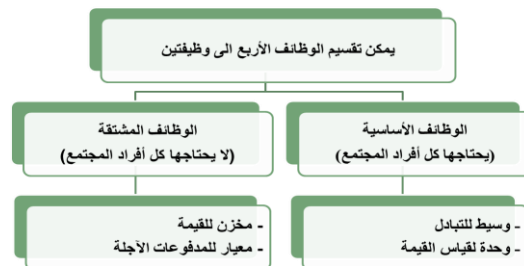 يمكن تقسيم الوظائف الأربع الى وظيفتين
الوظائف الأساسية
(يحتاجها كل أفراد المجتمع)
- وسيط للتبادل
- وحدة لقياس القيمة
الوظائف المشتقة
(لا يحتاجها كل أفراد المجتمع)
- مخزن للقيمة
- معيار للمدفوعات الآجلة